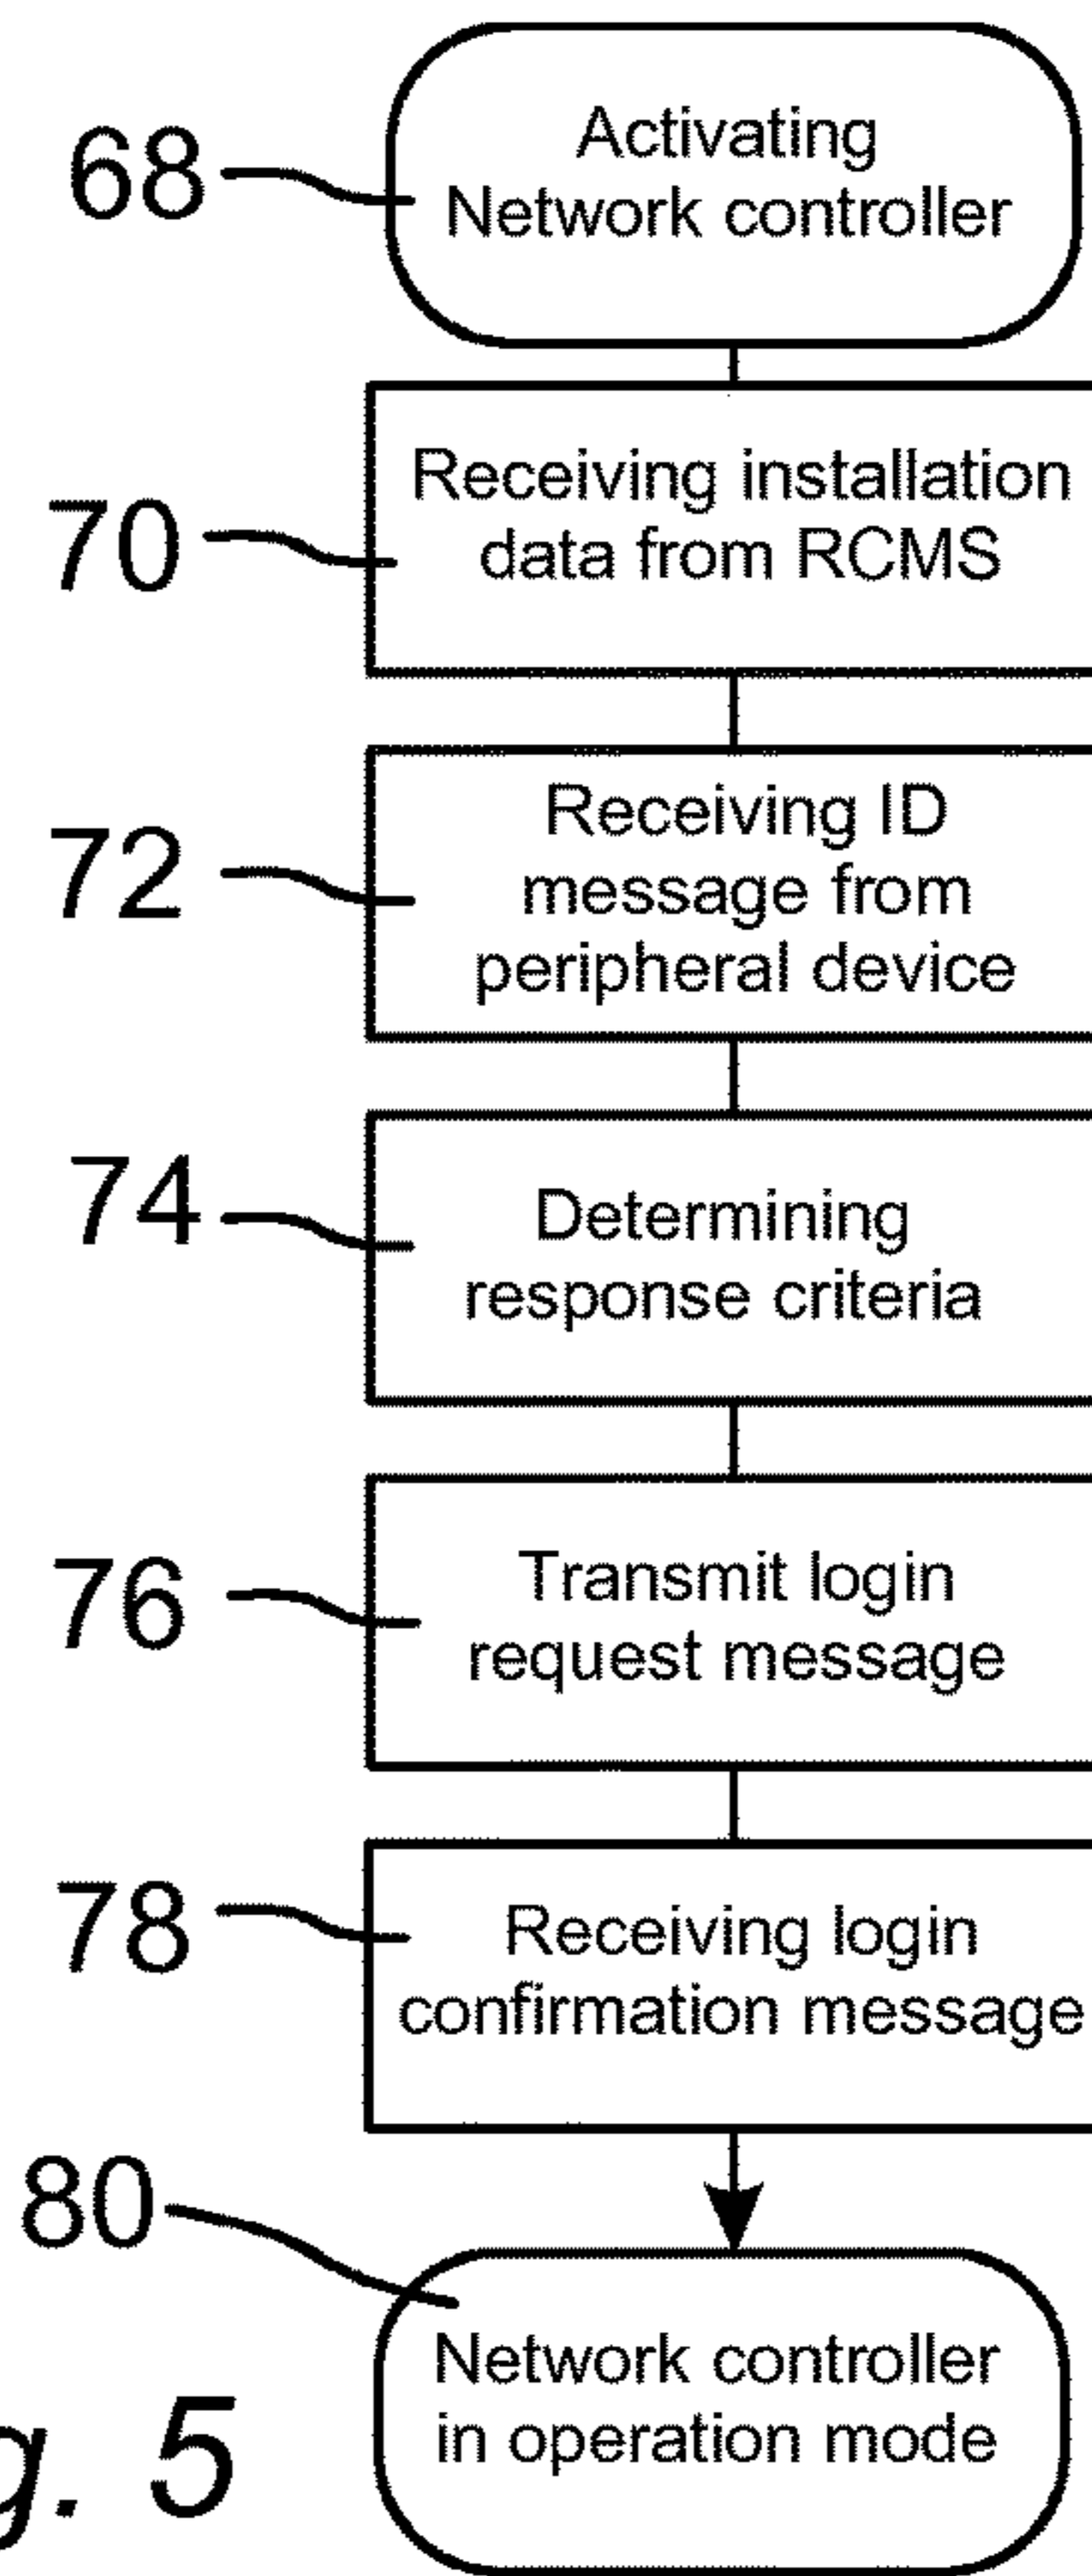 68
Activating
Network controller
70
Receiving installation
data from RCMS
72
Receiving ID
message from
peripheral device
74
Determining
response criteria
76
Transmit login
request message
78
Receiving login
confirmation message
80
Network controller
in operation mode
g. 5